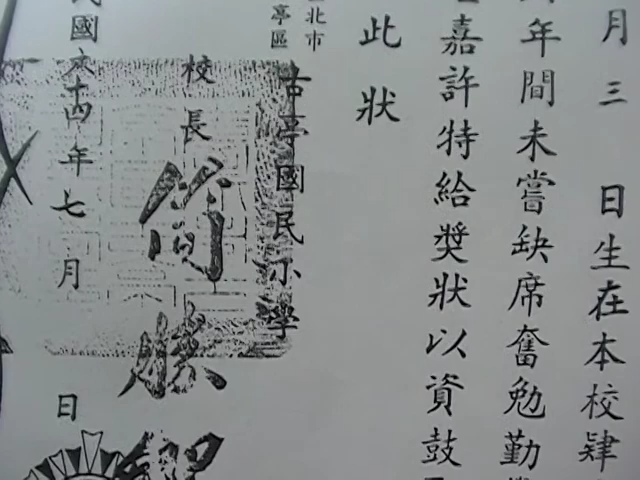 月三 日生在本校肄
年間未嘗缺席奮勉勤
嘉許特給獎狀以資鼓
此狀
北市
亭區
古亭國民小學
校長
簡勝
國六十四年七月 日